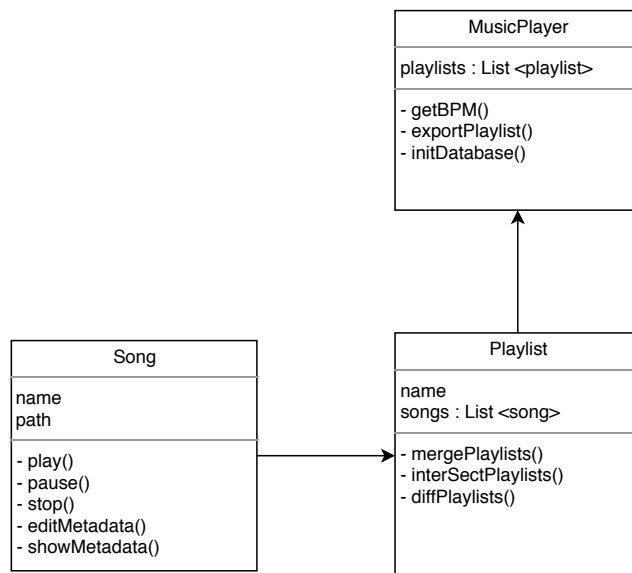 MusicPlayer
playlists : List <playlist>
- getBPM()
- exportPlaylist()
- initDatabase()
Song
name
path
- play()
- pause()
- stop()
- editMetadata()
- showMetadata()
Playlist
name
songs : List <song>
- mergePlaylists()
- interSectPlaylists()
- diffPlaylists()